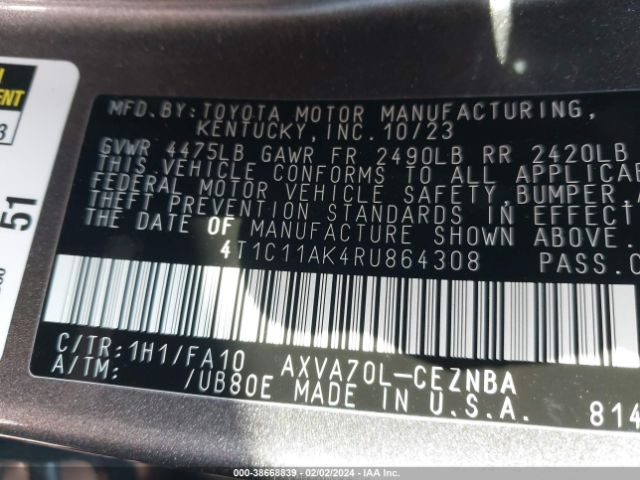 MFD.BY:TOYOTA MOTOR MANUFACTURING,
KENTUCKY, INC. 10/23
GVWR 4475LB GAWR FR 2490LB RR 2420LB
THIS VEHICLE CONFORMS TO ALL
FEDERAL MOTOR VEHICLE SAFETY, BUMPER,
THEFT PREVENTION STANDARDS IN EFFECT
THE DATE OF MANUFACTURE SHOWN ABOVE.
4T1C11AK4RU864308 PASS.
C/TR:1H1/FA10 AXVA70L-CEZNBA
A/TM: /UB80E MADE IN U.S.A. 814
51
000-38668839 - 02/02/2024 - IAA Inc.